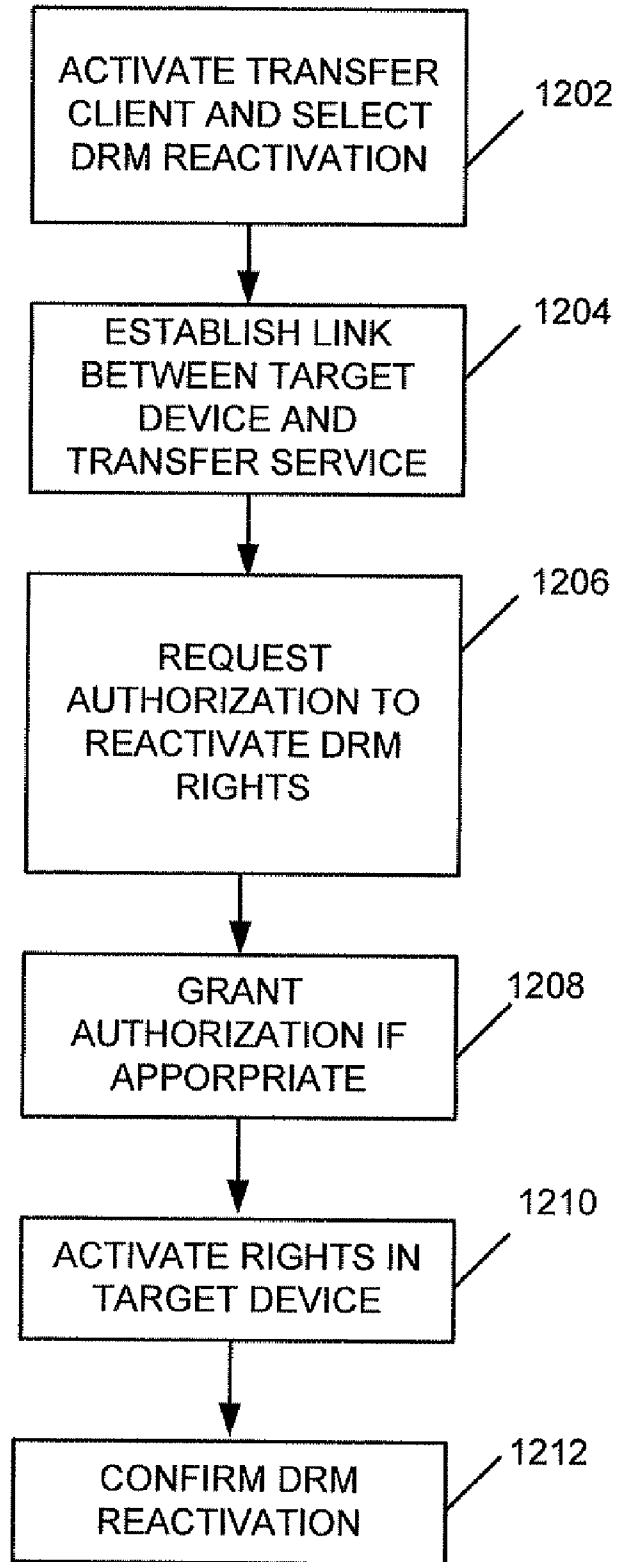 ACTIVATE TRANSFER
CLIENT AND SELECT
DRM REACTIVATION
1202
ESTABLISH LINK
BETWEEN TARGET
DEVICE AND
TRANSFER SERVICE
1204
REQUEST
AUTHORIZATION TO
REACTIVATE DRM
RIGHTS
1206
GRANT
AUTHORIZATION IF
APPORPRIATE
1208
ACTIVATE RIGHTS IN
TARGET DEVICE
1210
CONFIRM DRM
REACTIVATION
1212